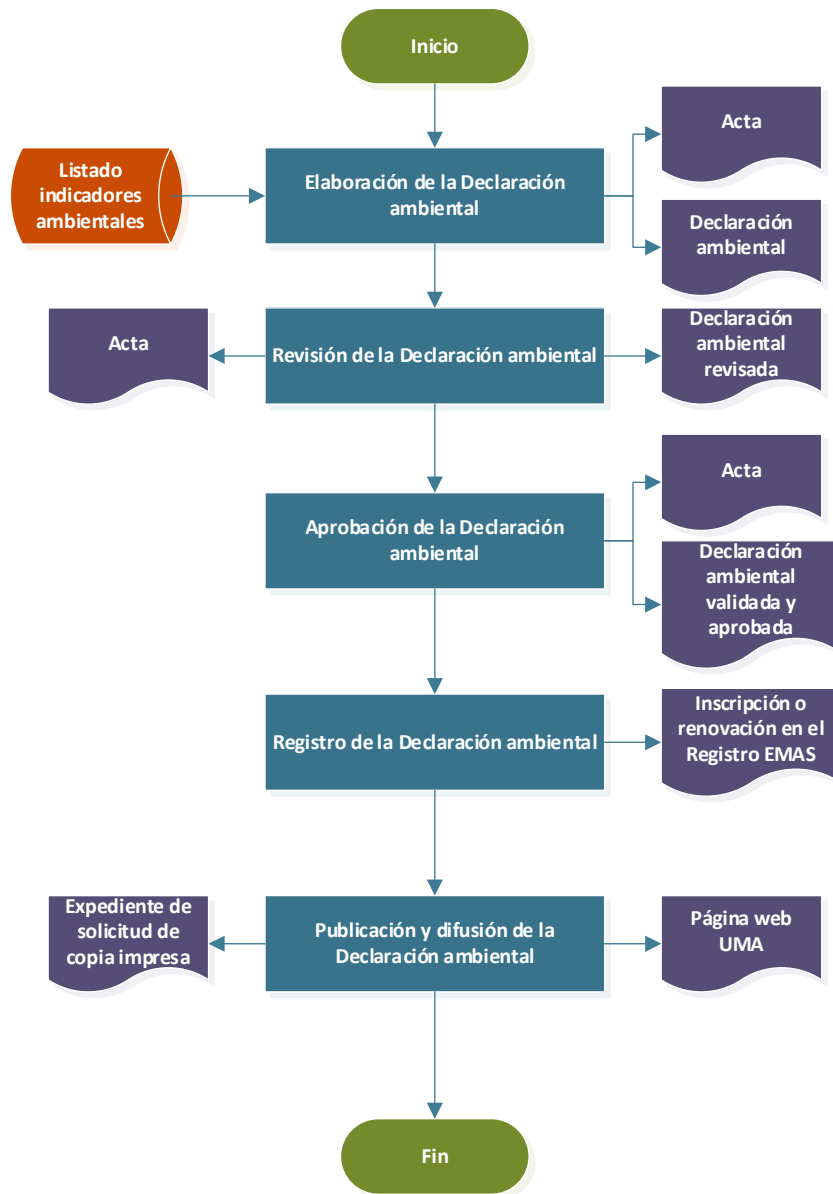 Inicio
Acta
Listado
indicadores
ambientales
Elaboración de la Declaración
ambiental
Declaración
ambiental
Acta
Revisión de la Declaración ambiental
Declaración
ambiental
revisada
Acta
Aprobación de la Declaración
ambiental
Declaración
ambiental
validada y
aprobada
Registro de la Declaración ambiental
Inscripción o
renovación en el
Registro EMAS
Expediente de
solicitud de
copia impresa
Publicación y difusión de la
Declaración ambiental
Página web
UMA
Fin